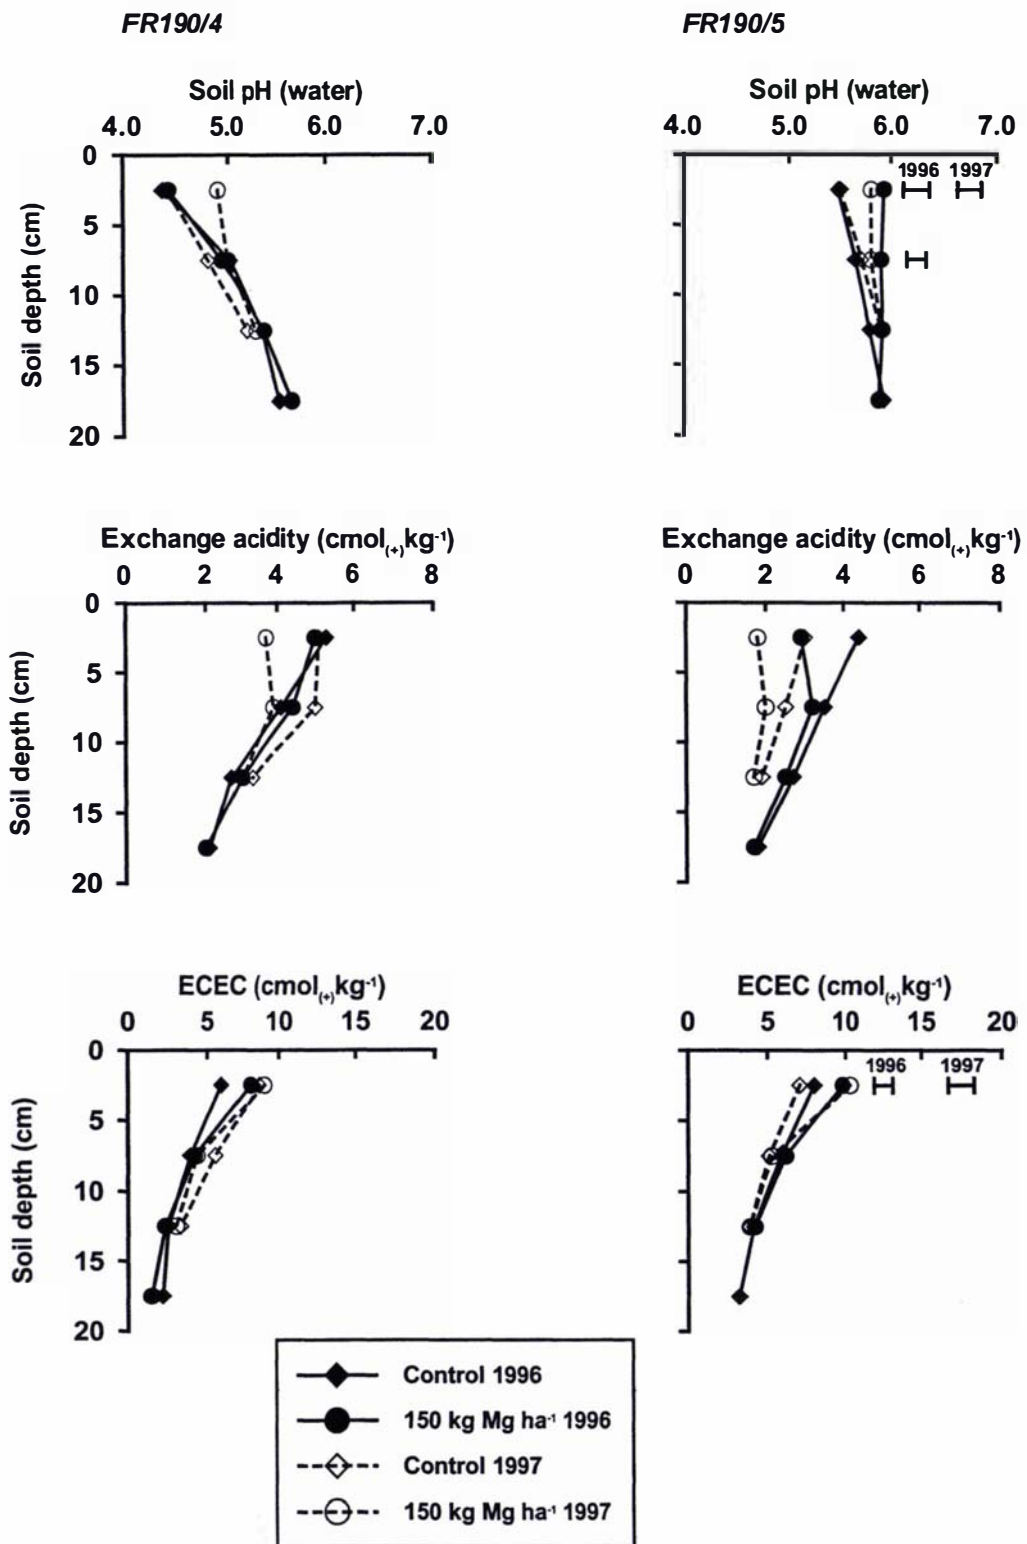 FR190/4 FR190/5
Soil pH (water) Soil pH (water)
4.0 5.0 6.0 7.0 4.0 5.0 6.0 7.0
0
1996 1997
5
10
15
20
Soil depth (cm)
Exchange acidity (cmol(+)kg-1) Exchange acidity (cmol(+)kg-1)
0 2 4 6 8 0 2 4 6 8
0
5
10
15
20
Soil depth (cm)
ECEC (cmol(+)kg-1) ECEC (cmol(+)kg-1)
0 5 10 15 20 0 5 10 15 20
0
1996 1997
5
10
15
20
Soil depth (cm)
Control 1996
150 kg Mg ha-1 1996
Control 1997
150 kg Mg ha-1 1997